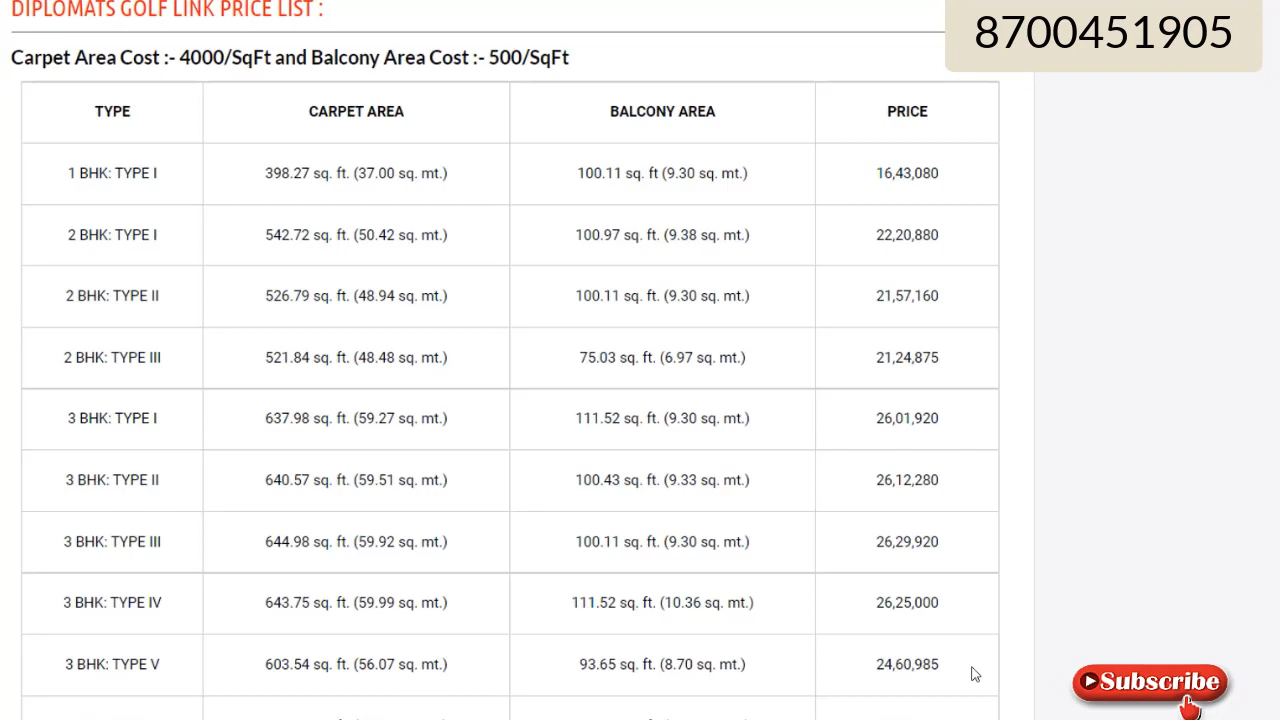 DIPLOMATS GOLF LINK PRICE LIST :
8700451905
Carpet Area Cost :- 4000/SqFt and Balcony Area Cost :- 500/SqFt
TYPE CARPET AREA BALCONY AREA PRICE
1 BHK: TYPE I 398.27 sq. ft. (37.00 sq. mt.) 100.11 sq. ft (9.30 sq. mt.) 16,43,080
2 BHK: TYPE I 542.72 sq. ft. (50.42 sq. mt.) 100.97 sq. ft. (9.38 sq. mt.) 22,20,880
2 BHK: TYPE II 526.79 sq. ft. (48.94 sq. mt.) 100.11 sq. ft. (9.30 sq. mt.) 21,57,160
2 BHK: TYPE III 521.84 sq. ft. (48.48 sq. mt.) 75.03 sq. ft. (6.97 sq. mt.) 21,24,875
3 BHK: TYPE I 637.98 sq. ft. (59.27 sq. mt.) 111.52 sq. ft. (9.30 sq. mt.) 26,01,920
3 BHK: TYPE II 640.57 sq. ft. (59.51 sq. mt.) 100.43 sq. ft. (9.33 sq. mt.) 26,12,280
3 BHK: TYPE III 644.98 sq. ft. (59.92 sq. mt.) 100.11 sq. ft. (9.30 sq. mt.) 26,29,920
3 BHK: TYPE IV 643.75 sq. ft. (59.99 sq. mt.) 111.52 sq. ft. (10.36 sq. mt.) 26,25,000
3 BHK: TYPE V 603.54 sq. ft. (56.07 sq. mt.) 93.65 sq. ft. (8.70 sq. mt.) 24,60,985
Subscribe